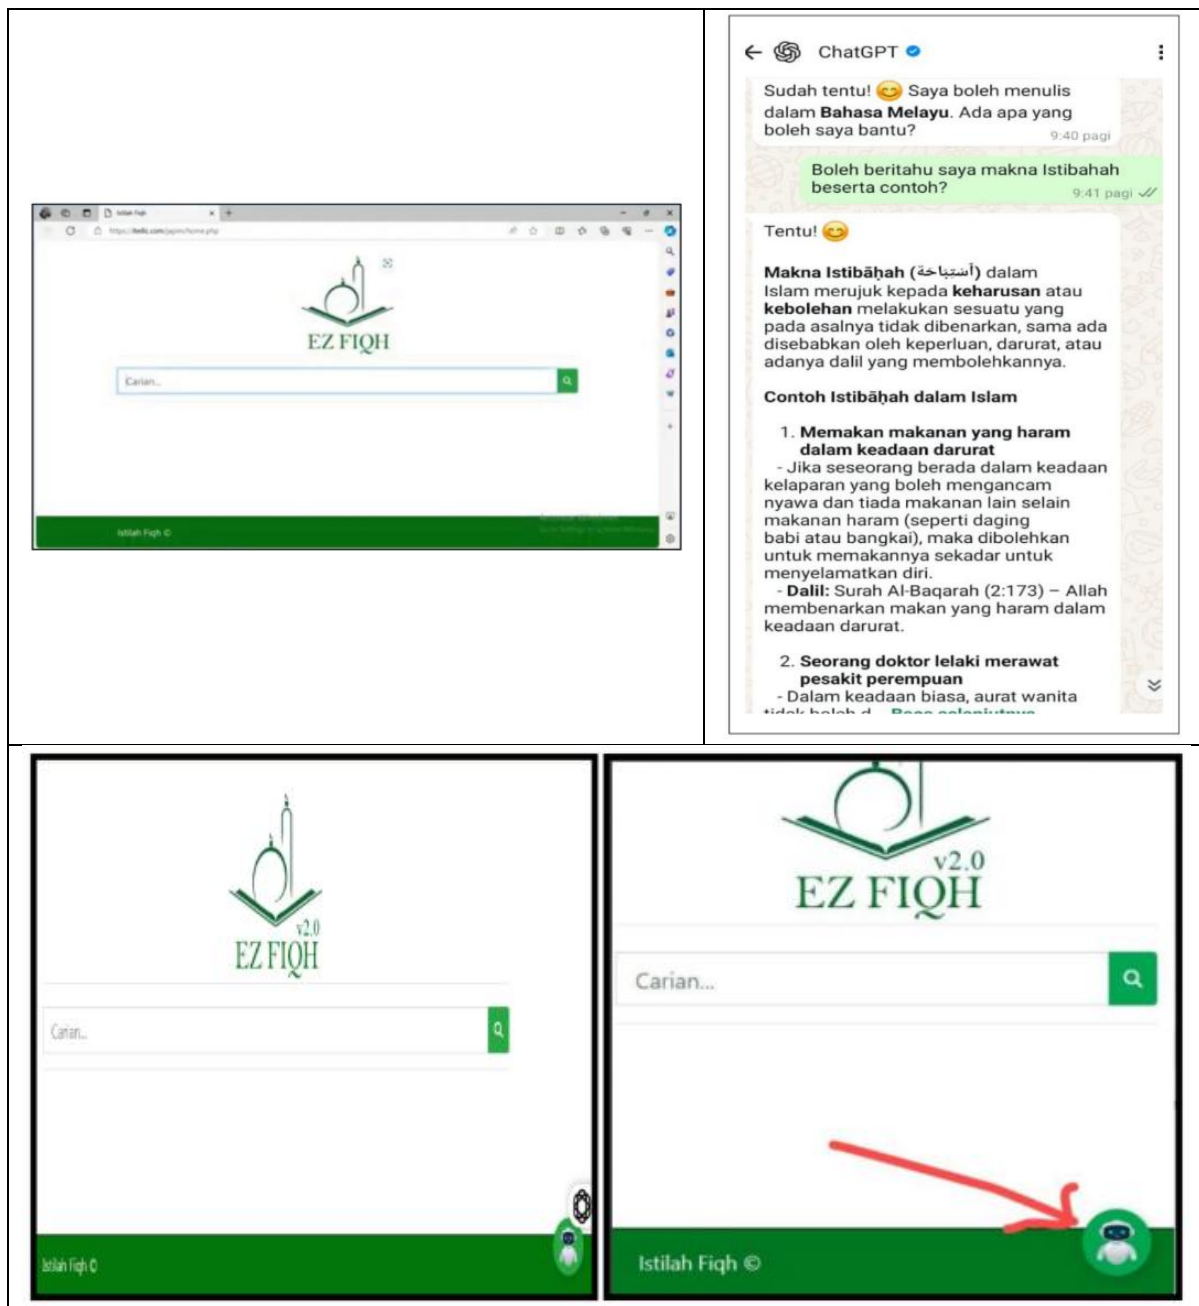 Istilah Fiqh
EZ FIQH
Carian...
Istilah Fiqh ©
ChatGPT
Sudah tentu! 😊 Saya boleh menulis
dalam Bahasa Melayu. Ada apa yang
boleh saya bantu?
9:40 pagi
Boleh beritahu saya makna Istibahah
beserta contoh?
9:41 pagi
Tentu! 😊
Makna Istibāḥah (أسْتِبَاحَة) dalam
Islam merujuk kepada keharusan atau
kebolehan melakukan sesuatu yang
pada asalnya tidak dibenarkan, sama ada
disebabkan oleh keperluan, darurat, atau
adanya dalil yang membolehkannya.
Contoh Istibāḥah dalam Islam
1. Memakan makanan yang haram
dalam keadaan darurat
- Jika seseorang berada dalam keadaan
kelaparan yang boleh mengancam
nyawa dan tiada makanan lain selain
makanan haram (seperti daging
babi atau bangkai), maka dibolehkan
untuk memakannya sekadar untuk
menyelamatkan diri.
- Dalil: Surah Al-Baqarah (2:173) – Allah
membenarkan makan yang haram dalam
keadaan darurat.
2. Seorang doktor lelaki merawat
pesakit perempuan
- Dalam keadaan biasa, aurat wanita
v2.0
EZ FIQH
Carian...
Istilah Fiqh ©
v2.0
EZ FIQH
Carian...
Istilah Fiqh ©